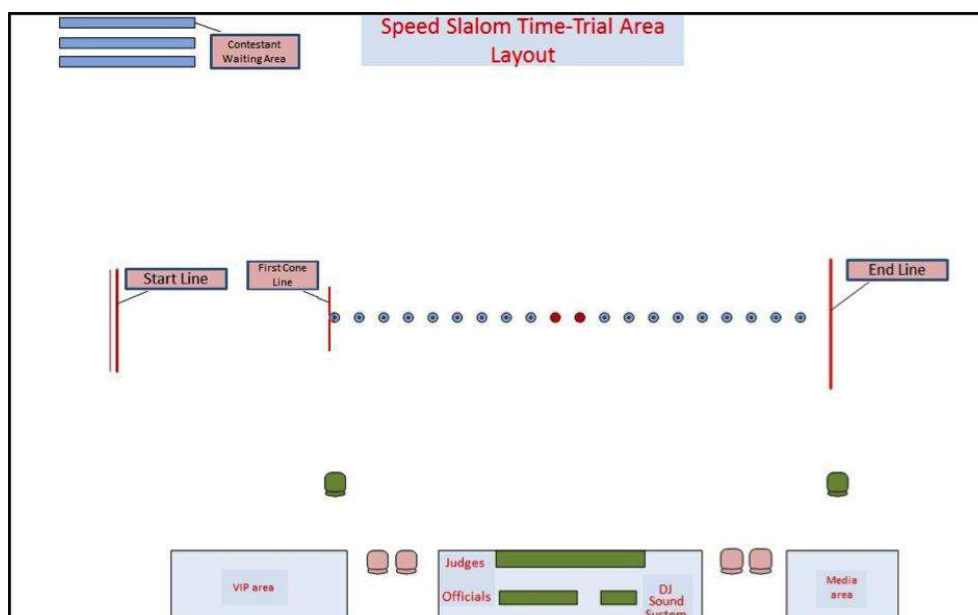 Speed Slalom Time-Trial Area
Layout
Contestant
Waiting Area
Start Line
First Cone
Line
End Line
VIP area
Judges
Officials
DJ
Sound
System
Media
area